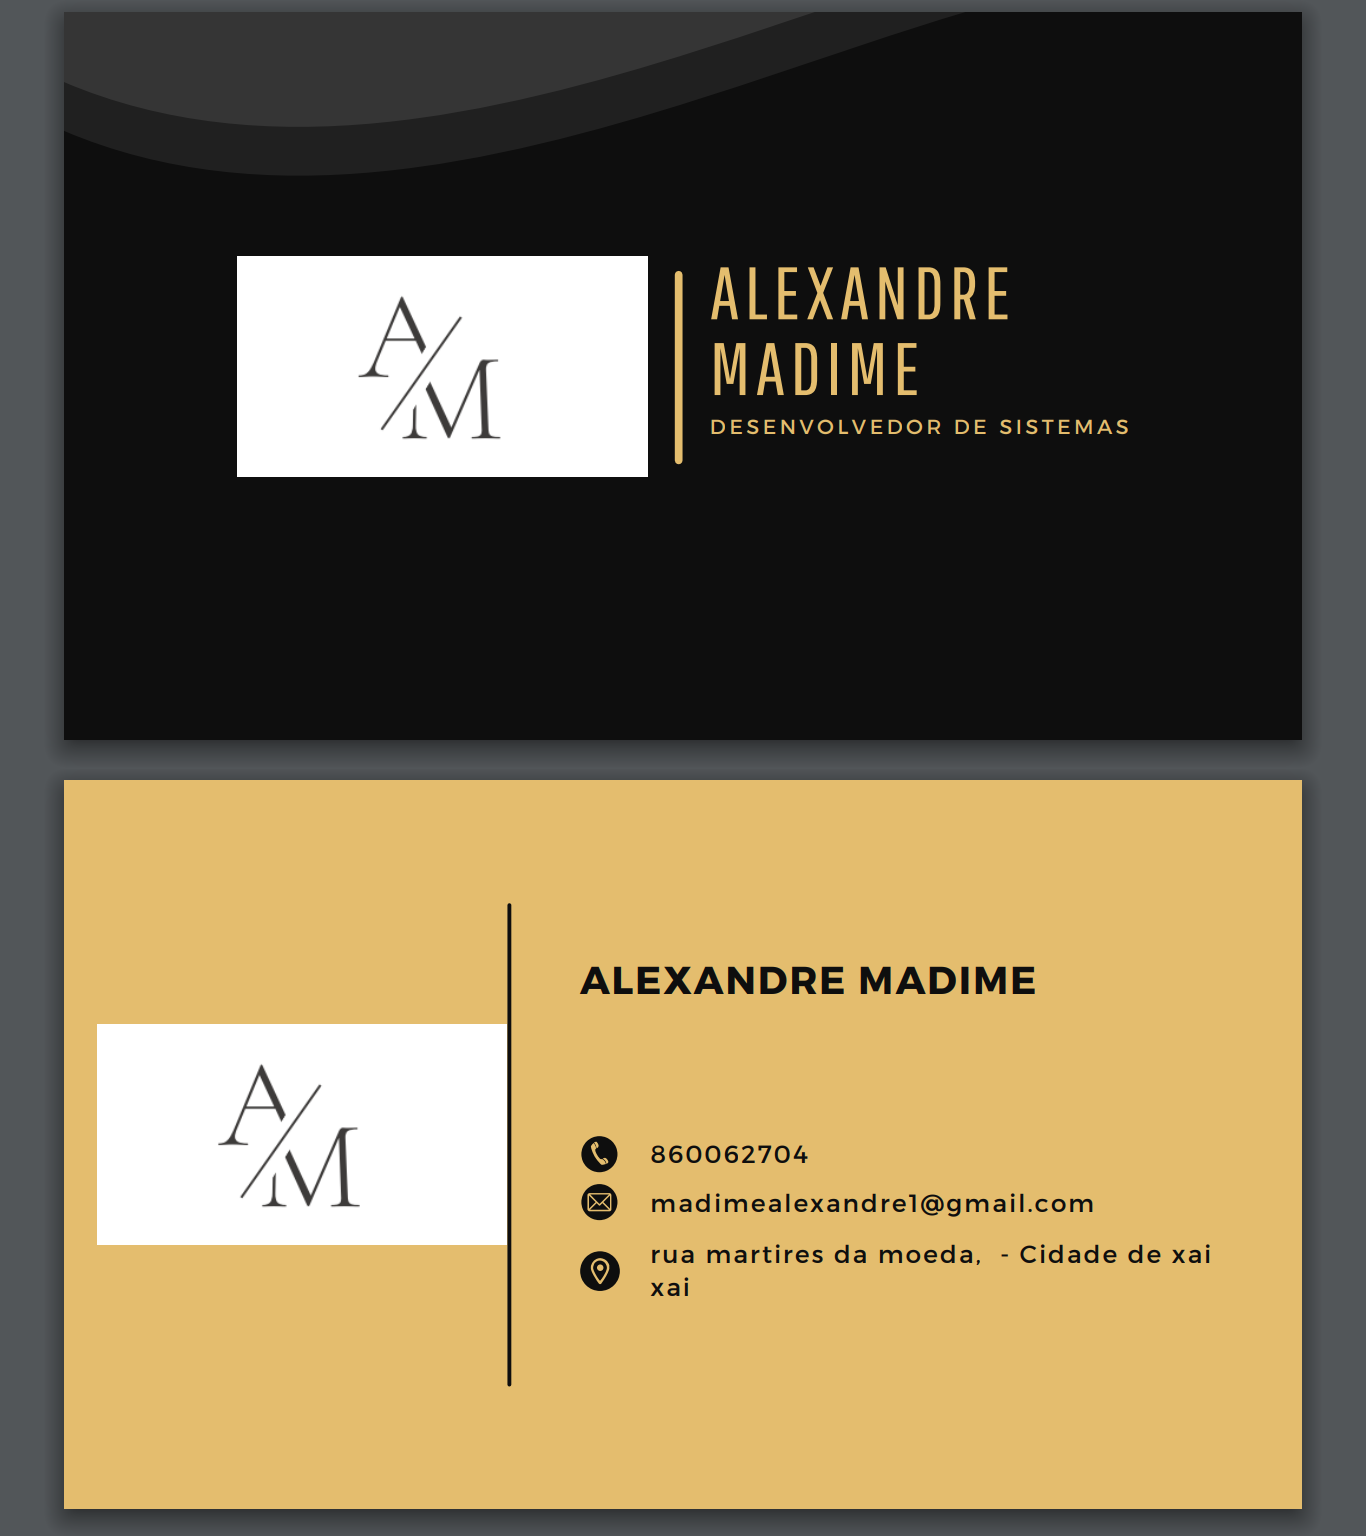 A/M
ALEXANDRE
MADIME
DESENVOLVEDOR DE SISTEMAS
A/M
ALEXANDRE MADIME
860062704
madimealexandre1@gmail.com
rua martires da moeda,  - Cidade de xai
xai